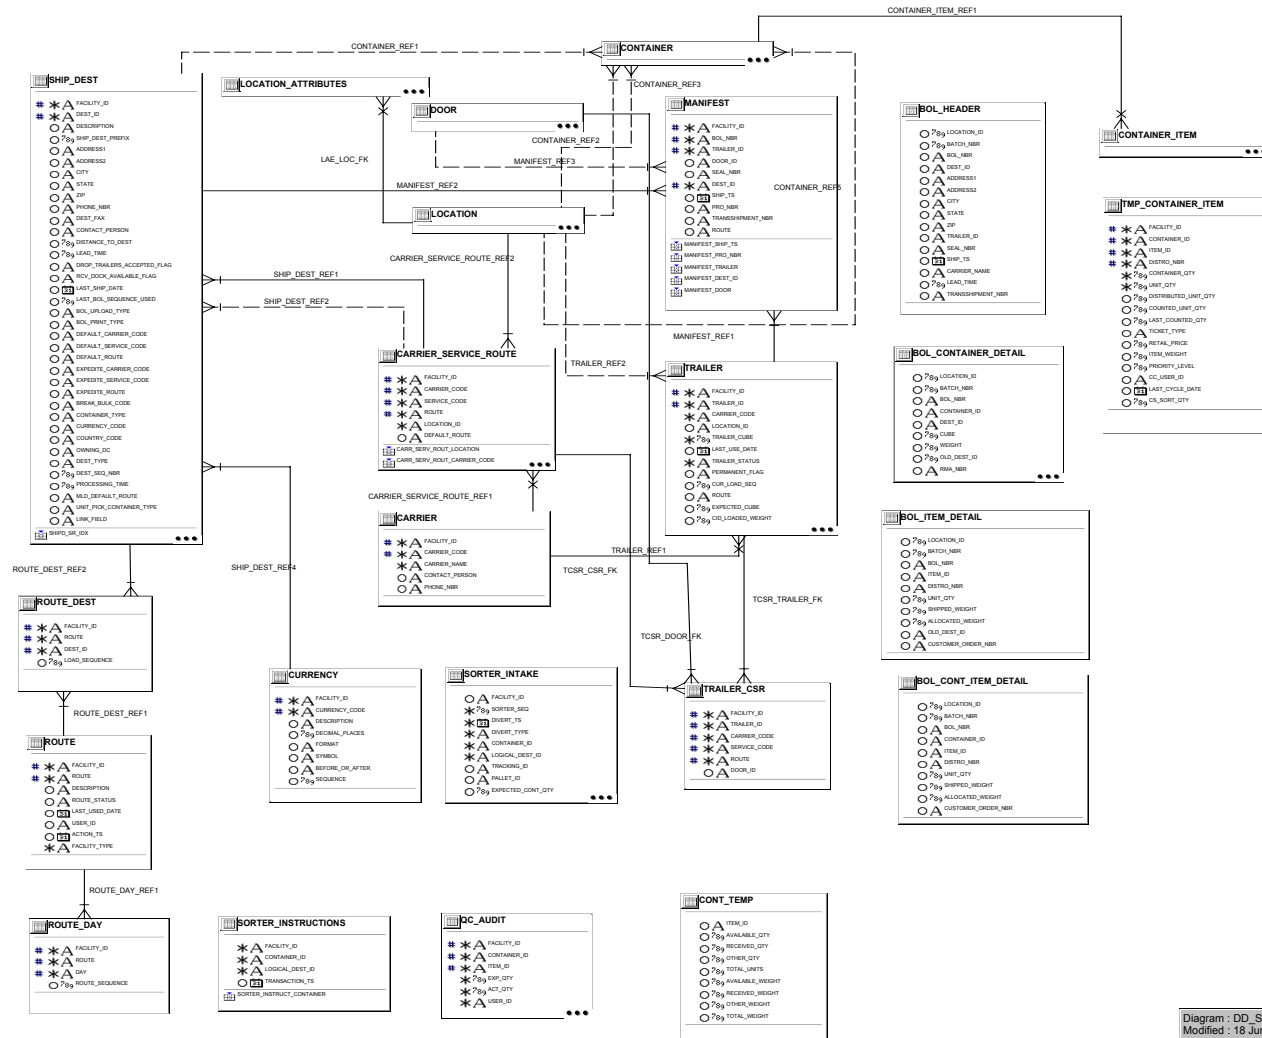 CONTAINER_ITEM_REF1
CONTAINER_REF1
CONTAINER
CONTAINER_REF3
SHIP_DEST
FACILITY_ID
DEST_ID
DESCRIPTION
SHIP_DEST_PREFIX
ADDRESS1
ADDRESS2
CITY
STATE
ZIP
PHONE_NBR
DEST_FAX
CONTACT_PERSON
DISTANCE_TO_DEST
LEAD_TIME
DROP_TRAILERS_ACCEPTED_FLAG
RCV_DOCK_AVAILABLE_FLAG
LAST_SHIP_DATE
LAST_BOL_SEQUENCE_USED
BOL_UPLOAD_TYPE
BOL_PRINT_TYPE
DEFAULT_CARRIER_CODE
DEFAULT_SERVICE_CODE
DEFAULT_ROUTE
EXPEDITE_CARRIER_CODE
EXPEDITE_SERVICE_CODE
EXPEDITE_ROUTE
BREAK_BULK_CODE
CONTAINER_TYPE
CURRENCY_CODE
COUNTRY_CODE
OWNING_DC
DEST_TYPE
DEST_SEQ_NBR
PROCESSING_TIME
MLD_DEFAULT_ROUTE
UNIT_PICK_CONTAINER_TYPE
LINK_FIELD
SHIPD_SR_IDX
LOCATION_ATTRIBUTES
DOOR
CONTAINER_REF2
LAE_LOC_FK
MANIFEST_REF3
MANIFEST_REF2
LOCATION
CARRIER_SERVICE_ROUTE_REF2
SHIP_DEST_REF1
SHIP_DEST_REF2
MANIFEST
FACILITY_ID
BOL_NBR
TRAILER_ID
DOOR_ID
SEAL_NBR
DEST_ID
SHIP_TS
PRO_NBR
TRANSSHIPMENT_NBR
ROUTE
MANIFEST_SHIP_TS
MANIFEST_PRO_NBR
MANIFEST_TRAILER
MANIFEST_DEST_ID
MANIFEST_DOOR
CONTAINER_REF5
MANIFEST_REF1
BOL_HEADER
LOCATION_ID
BATCH_NBR
BOL_NBR
DEST_ID
ADDRESS1
ADDRESS2
CITY
STATE
ZIP
TRAILER_ID
SEAL_NBR
SHIP_TS
CARRIER_NAME
LEAD_TIME
TRANSSHIPMENT_NBR
CONTAINER_ITEM
TMP_CONTAINER_ITEM
FACILITY_ID
CONTAINER_ID
ITEM_ID
DISTRO_NBR
CONTAINER_QTY
UNIT_QTY
DISTRIBUTED_UNIT_QTY
COUNTED_UNIT_QTY
LAST_COUNTED_QTY
TICKET_TYPE
RETAIL_PRICE
ITEM_WEIGHT
PRIORITY_LEVEL
CC_USER_ID
LAST_CYCLE_DATE
CS_SORT_QTY
CARRIER_SERVICE_ROUTE
FACILITY_ID
CARRIER_CODE
SERVICE_CODE
ROUTE
LOCATION_ID
DEFAULT_ROUTE
CARR_SERV_ROUT_LOCATION
CARR_SERV_ROUT_CARRIER_CODE
TRAILER_REF2
TRAILER
FACILITY_ID
TRAILER_ID
CARRIER_CODE
LOCATION_ID
TRAILER_CUBE
LAST_USE_DATE
TRAILER_STATUS
PERMANENT_FLAG
CUR_LOAD_SEQ
ROUTE
EXPECTED_CUBE
CID_LOADED_WEIGHT
BOL_CONTAINER_DETAIL
LOCATION_ID
BATCH_NBR
BOL_NBR
CONTAINER_ID
DEST_ID
CUBE
WEIGHT
OLD_DEST_ID
RMA_NBR
CARRIER_SERVICE_ROUTE_REF1
CARRIER
FACILITY_ID
CARRIER_CODE
CARRIER_NAME
CONTACT_PERSON
PHONE_NBR
TRAILER_REF1
TCSR_CSR_FK
TCSR_TRAILER_FK
TCSR_DOOR_FK
BOL_ITEM_DETAIL
LOCATION_ID
BATCH_NBR
BOL_NBR
ITEM_ID
DISTRO_NBR
UNIT_QTY
SHIPPED_WEIGHT
ALLOCATED_WEIGHT
OLD_DEST_ID
CUSTOMER_ORDER_NBR
ROUTE_DEST_REF2
SHIP_DEST_REF4
ROUTE_DEST
FACILITY_ID
ROUTE
DEST_ID
LOAD_SEQUENCE
ROUTE_DEST_REF1
CURRENCY
FACILITY_ID
CURRENCY_CODE
DESCRIPTION
DECIMAL_PLACES
FORMAT
SYMBOL
BEFORE_OR_AFTER
SEQUENCE
SORTER_INTAKE
FACILITY_ID
SORTER_SEQ
DIVERT_TS
DIVERT_TYPE
CONTAINER_ID
LOGICAL_DEST_ID
TRACKING_ID
PALLET_ID
EXPECTED_CONT_QTY
TRAILER_CSR
FACILITY_ID
TRAILER_ID
CARRIER_CODE
SERVICE_CODE
ROUTE
DOOR_ID
BOL_CONT_ITEM_DETAIL
LOCATION_ID
BATCH_NBR
BOL_NBR
CONTAINER_ID
ITEM_ID
DISTRO_NBR
UNIT_QTY
SHIPPED_WEIGHT
ALLOCATED_WEIGHT
CUSTOMER_ORDER_NBR
ROUTE
FACILITY_ID
ROUTE
DESCRIPTION
ROUTE_STATUS
LAST_USED_DATE
USER_ID
ACTION_TS
FACILITY_TYPE
ROUTE_DAY_REF1
ROUTE_DAY
FACILITY_ID
ROUTE
DAY
ROUTE_SEQUENCE
SORTER_INSTRUCTIONS
FACILITY_ID
CONTAINER_ID
LOGICAL_DEST_ID
TRANSACTION_TS
SORTER_INSTRUCT_CONTAINER
QC_AUDIT
FACILITY_ID
CONTAINER_ID
ITEM_ID
EXP_QTY
ACT_QTY
USER_ID
CONT_TEMP
ITEM_ID
AVAILABLE_QTY
RECEIVED_QTY
OTHER_QTY
TOTAL_UNITS
AVAILABLE_WEIGHT
RECEIVED_WEIGHT
OTHER_WEIGHT
TOTAL_WEIGHT
Diagram : DD_S
Modified : 18 Jun